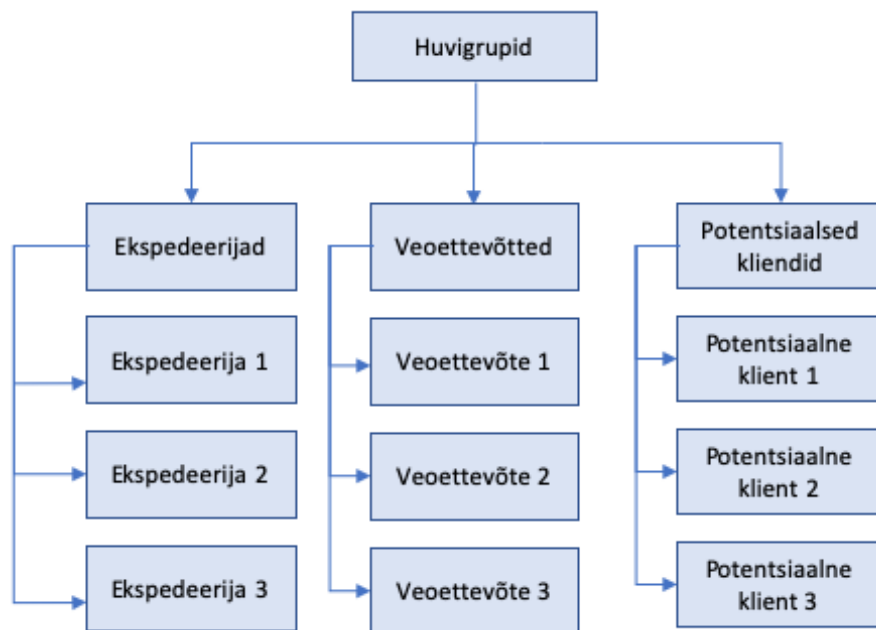 Huvigrupid
Ekspedeerijad
Veoettevõtted
Potentsiaalsed
kliendid
Ekspedeerija 1
Veoettevõte 1
Potentsiaalne
klient 1
Ekspedeerija 2
Veoettevõte 2
Potentsiaalne
klient 2
Ekspedeerija 3
Veoettevõte 3
Potentsiaalne
klient 3